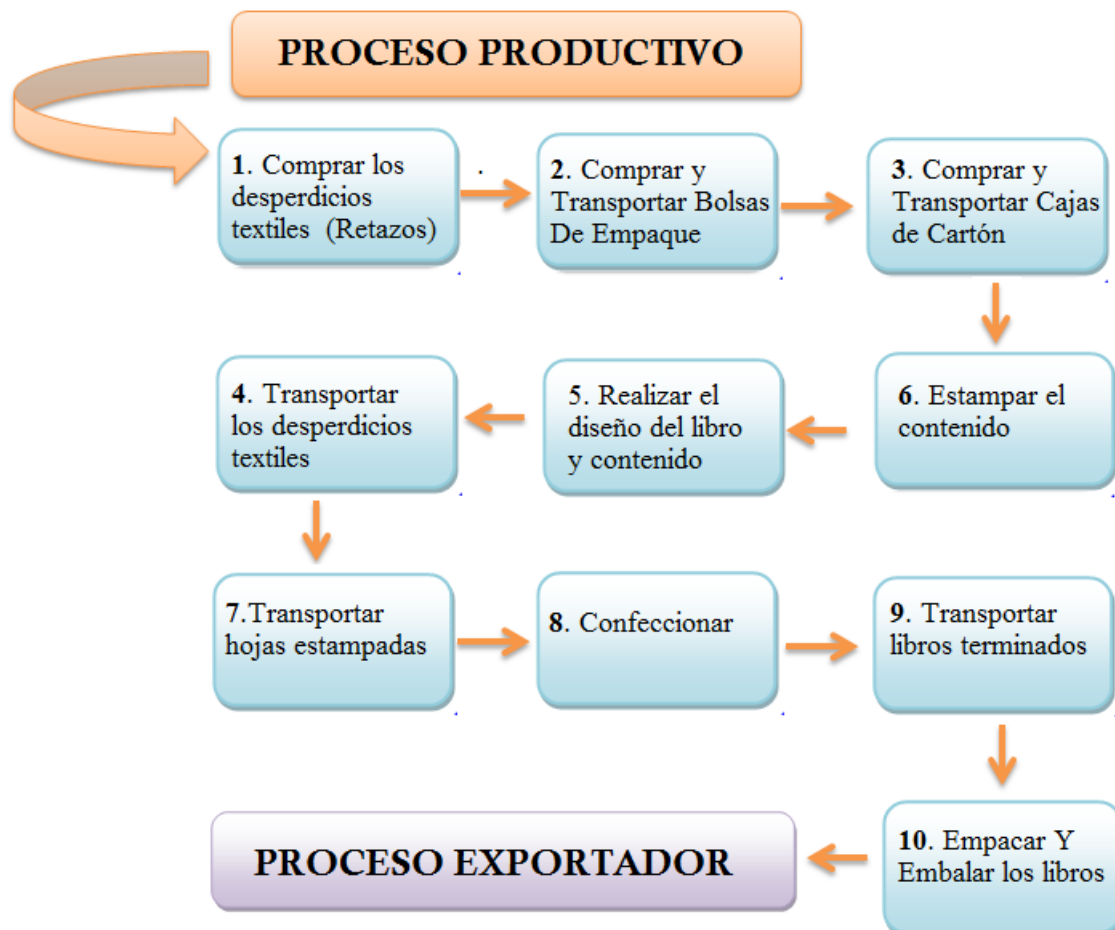 PROCESO PRODUCTIVO
1. Comprar los
desperdicios
textiles (Retazos)
.
2. Comprar y
Transportar Bolsas
De Empaque
3. Comprar y
Transportar Cajas
de Cartón
4. Transportar
los desperdicios
textiles
5. Realizar el
diseño del libro
y contenido
6. Estampar el
contenido
7.Transportar
hojas estampadas
8. Confeccionar
9. Transportar
libros terminados
10. Empacar Y
Embalar los libros
PROCESO EXPORTADOR